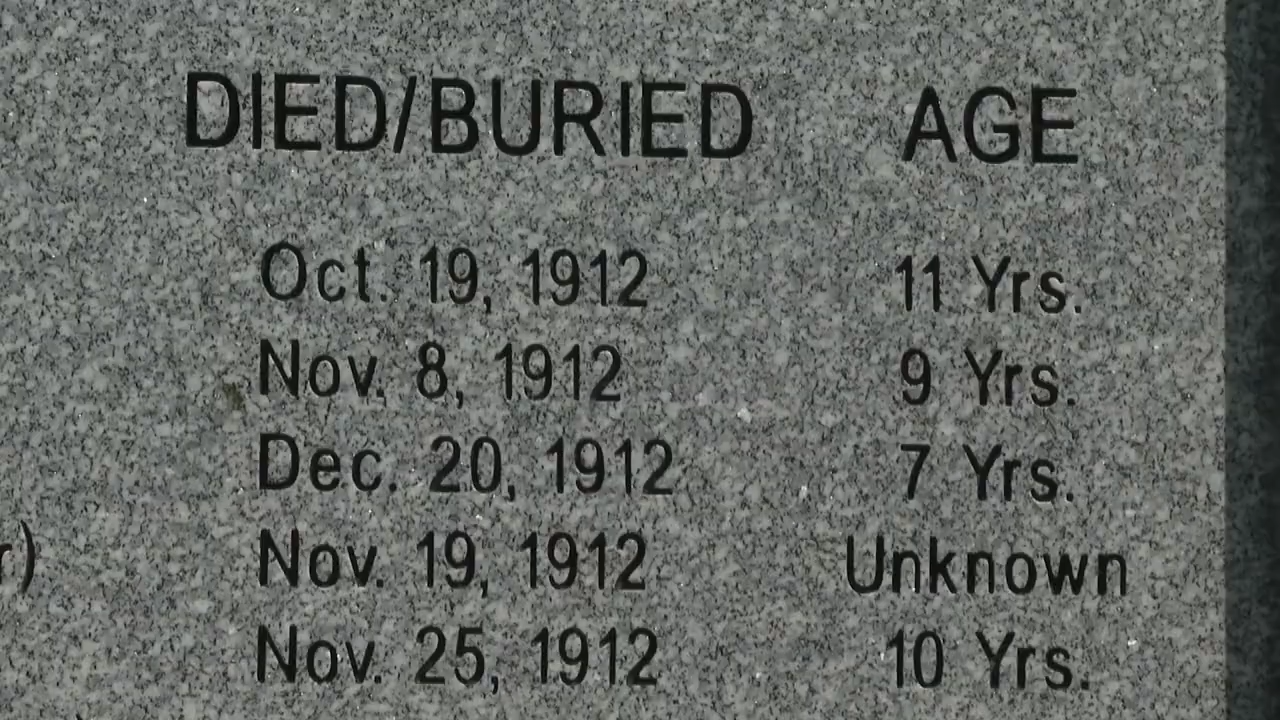 DIED/BURIED AGE
Oct. 19, 1912 11 Yrs.
Nov. 8, 1912 9 Yrs.
Dec. 20, 1912 7 Yrs.
r) Nov. 19, 1912 Unknown
Nov. 25, 1912 10 Yrs.